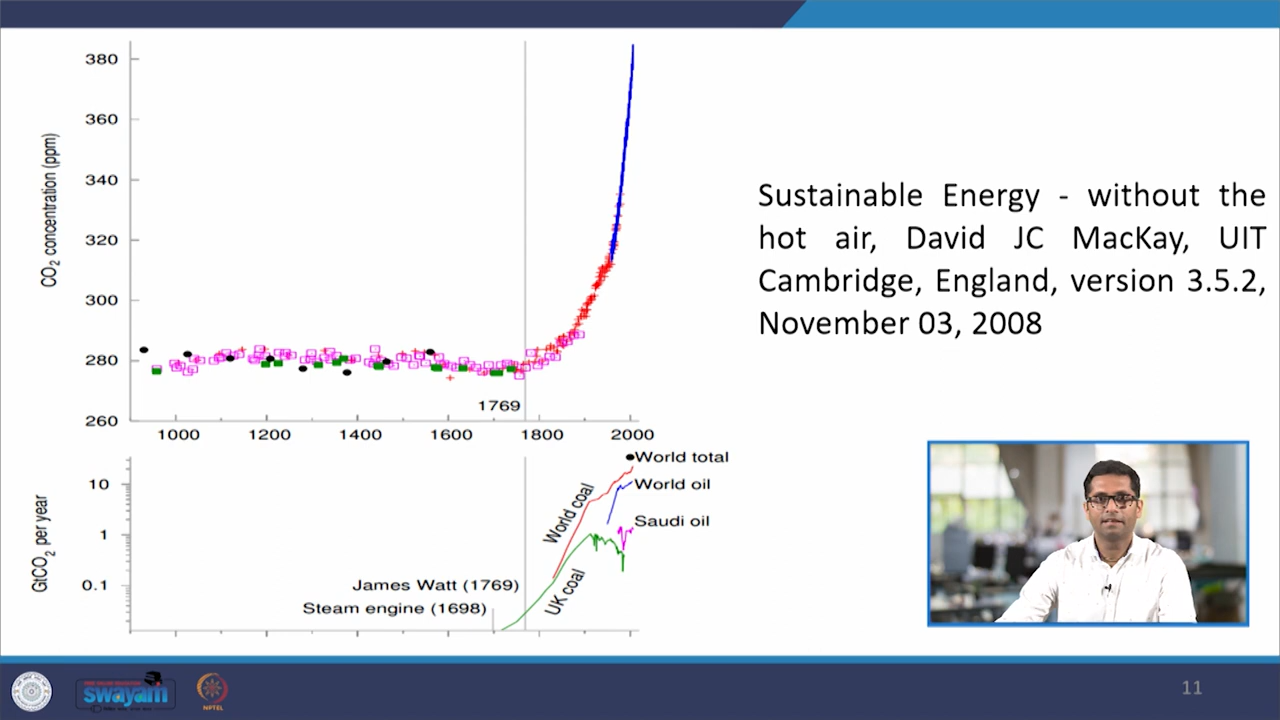 380
360
340
320
300
280
260
CO2 concentration (ppm)
1769
1000 1200 1400 1600 1800 2000
10
1
0.1
GtCO2 per year
World total
World oil
Saudi oil
World coal
UK coal
James Watt (1769)
Steam engine (1698)
Sustainable Energy - without the
hot air, David JC MacKay, UIT
Cambridge, England, version 3.5.2,
November 03, 2008
swayam
NPTEL
11